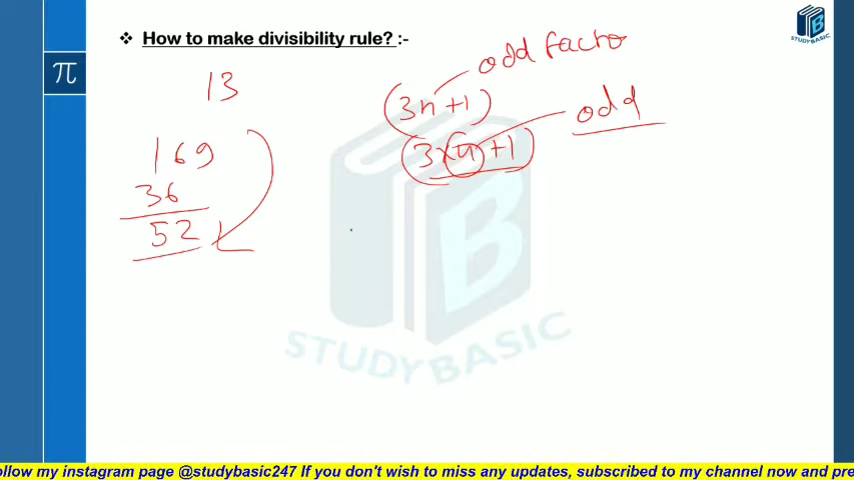 ❖ How to make divisibility rule? :-
π
13
169
36
52
(3n+1)
odd factor
(3×4+1)
odd
B
STUDYBASIC
STUDYBASIC
ollow my instagram page @studybasic247 If you don't wish to miss any updates, subscribed to my channel now and pre